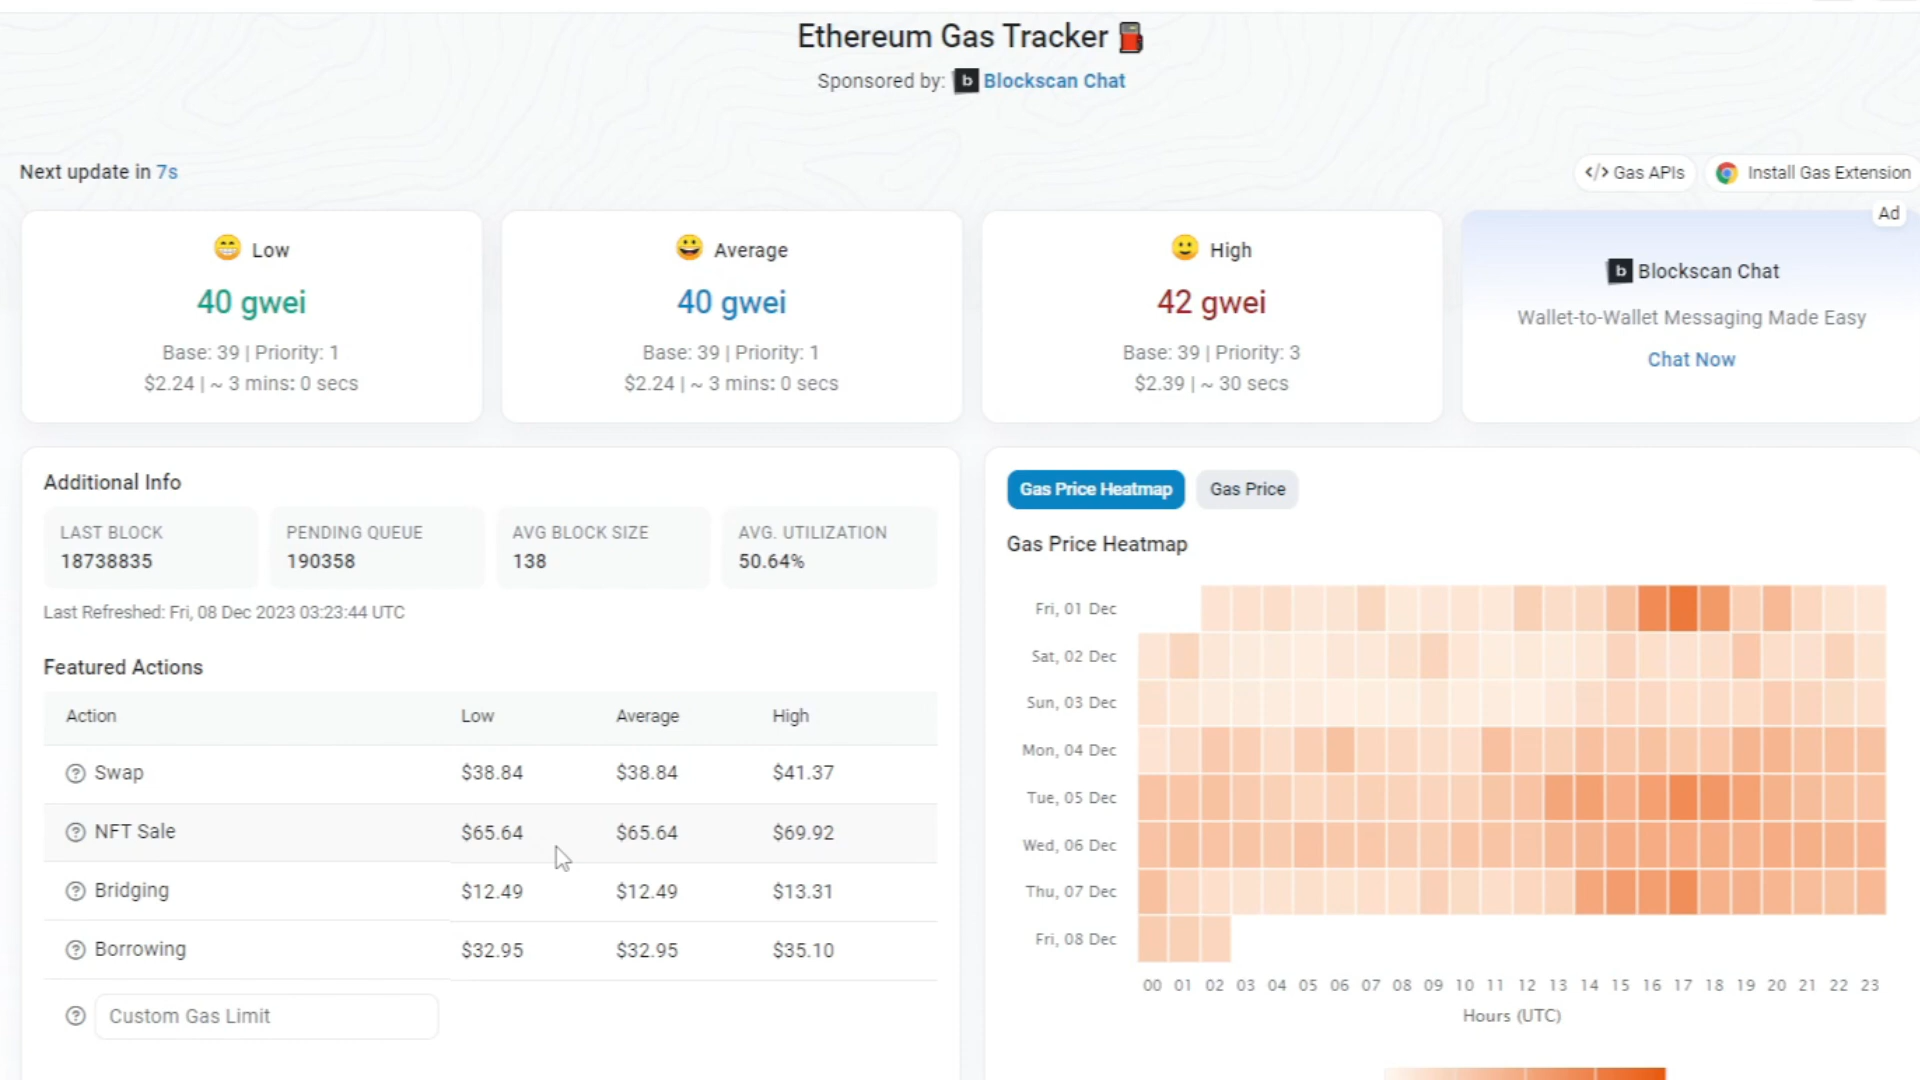 Ethereum Gas Tracker
Sponsored by: b Blockscan Chat
Next update in 7s
</> Gas APIs
Install Gas Extension
Low
40 gwei
Base: 39 | Priority: 1
$2.24 | ~ 3 mins: 0 secs
Average
40 gwei
Base: 39 | Priority: 1
$2.24 | ~ 3 mins: 0 secs
High
42 gwei
Base: 39 | Priority: 3
$2.39 | ~ 30 secs
Ad
b Blockscan Chat
Wallet-to-Wallet Messaging Made Easy
Chat Now
Additional Info
LAST BLOCK
18738835
PENDING QUEUE
190358
AVG BLOCK SIZE
138
AVG. UTILIZATION
50.64%
Last Refreshed: Fri, 08 Dec 2023 03:23:44 UTC
Featured Actions
Action Low Average High
? Swap $38.84 $38.84 $41.37
? NFT Sale $65.64 $65.64 $69.92
? Bridging $12.49 $12.49 $13.31
? Borrowing $32.95 $32.95 $35.10
? Custom Gas Limit
Gas Price Heatmap Gas Price
Gas Price Heatmap
Fri, 01 Dec
Sat, 02 Dec
Sun, 03 Dec
Mon, 04 Dec
Tue, 05 Dec
Wed, 06 Dec
Thu, 07 Dec
Fri, 08 Dec
00 01 02 03 04 05 06 07 08 09 10 11 12 13 14 15 16 17 18 19 20 21 22 23
Hours (UTC)